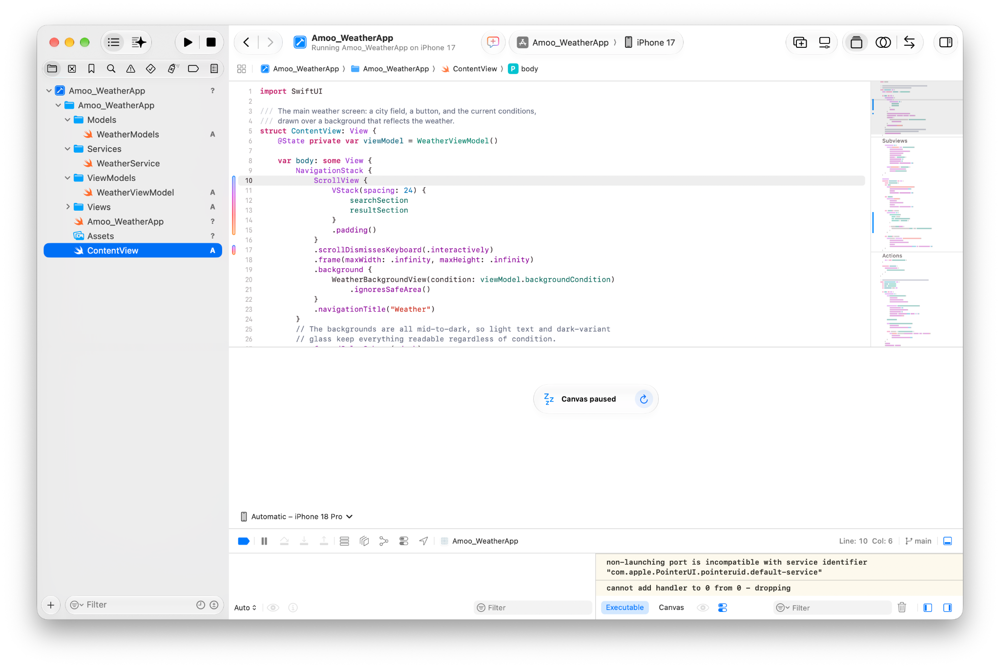 Amoo_WeatherApp
Running Amoo_WeatherApp on iPhone 17
Amoo_WeatherApp 〉 iPhone 17
Amoo_WeatherApp 〉 Amoo_WeatherApp 〉 ContentView 〉 P body
Amoo_WeatherApp ?
Amoo_WeatherApp
Models
WeatherModels A
Services
WeatherService
ViewModels
WeatherViewModel A
Views A
Amoo_WeatherApp ?
Assets ?
ContentView A
Filter
1 import SwiftUI
2
3 /// The main weather screen: a city field, a button, and the current conditions,
4 /// drawn over a background that reflects the weather.
5 struct ContentView: View {
6 @State private var viewModel = WeatherViewModel()
7
8 var body: some View {
9 NavigationStack {
10 ScrollView {
11 VStack(spacing: 24) {
12 searchSection
13 resultSection
14 }
15 .padding()
16 }
17 .scrollDismissesKeyboard(.interactively)
18 .frame(maxWidth: .infinity, maxHeight: .infinity)
19 .background {
20 WeatherBackgroundView(condition: viewModel.backgroundCondition)
21 .ignoresSafeArea()
22 }
23 .navigationTitle("Weather")
24 }
25 // The backgrounds are all mid-to-dark, so light text and dark-variant
26 // glass keep everything readable regardless of condition.
Subviews
Actions
Canvas paused
Automatic – iPhone 18 Pro
Amoo_WeatherApp
Line: 10 Col: 6
main
non-launching port is incompatible with service identifier
"com.apple.PointerUI.pointeruid.default-service"
cannot add handler to 0 from 0 - dropping
Auto
Filter
Executable
Canvas
Filter